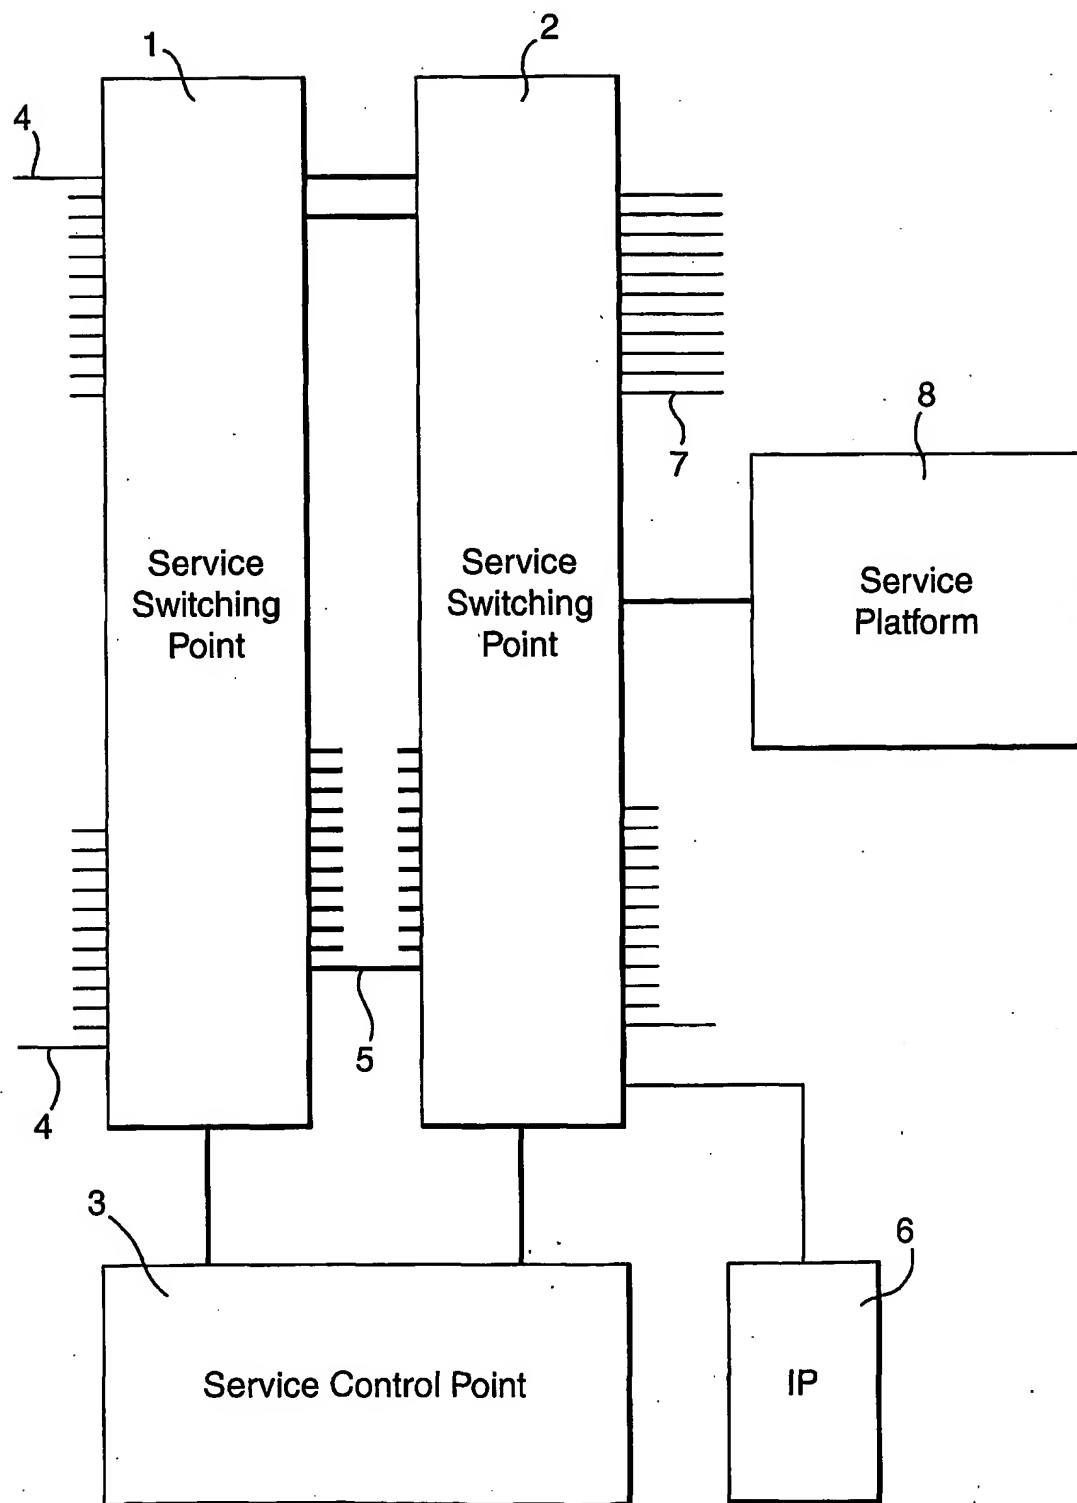 1
2
4
8
7
Service
Switching
Point
Service
Switching
Point
Service
Platform
5
4
3
6
Service Control Point
IP